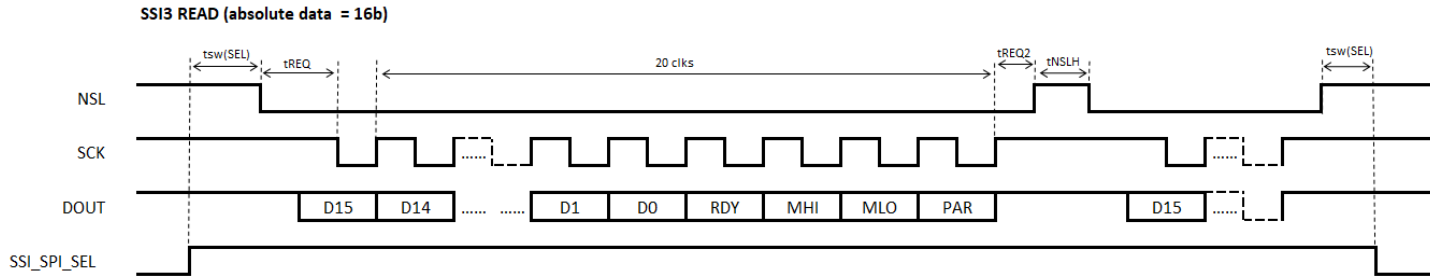 SSI3 READ (absolute data = 16b)
tsw(SEL) tREQ 20 clks tREQ2 tNSLH tsw(SEL)
NSL
SCK ...... ......
DOUT D15 D14 ...... ...... D1 D0 RDY MHI MLO PAR D15 ......
SSI_SPI_SEL